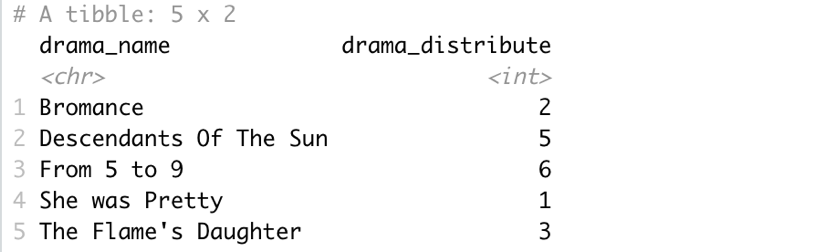 # A tibble: 5 x 2
drama_name drama_distribute
<chr> <int>
1 Bromance 2
2 Descendants Of The Sun 5
3 From 5 to 9 6
4 She was Pretty 1
5 The Flame's Daughter 3